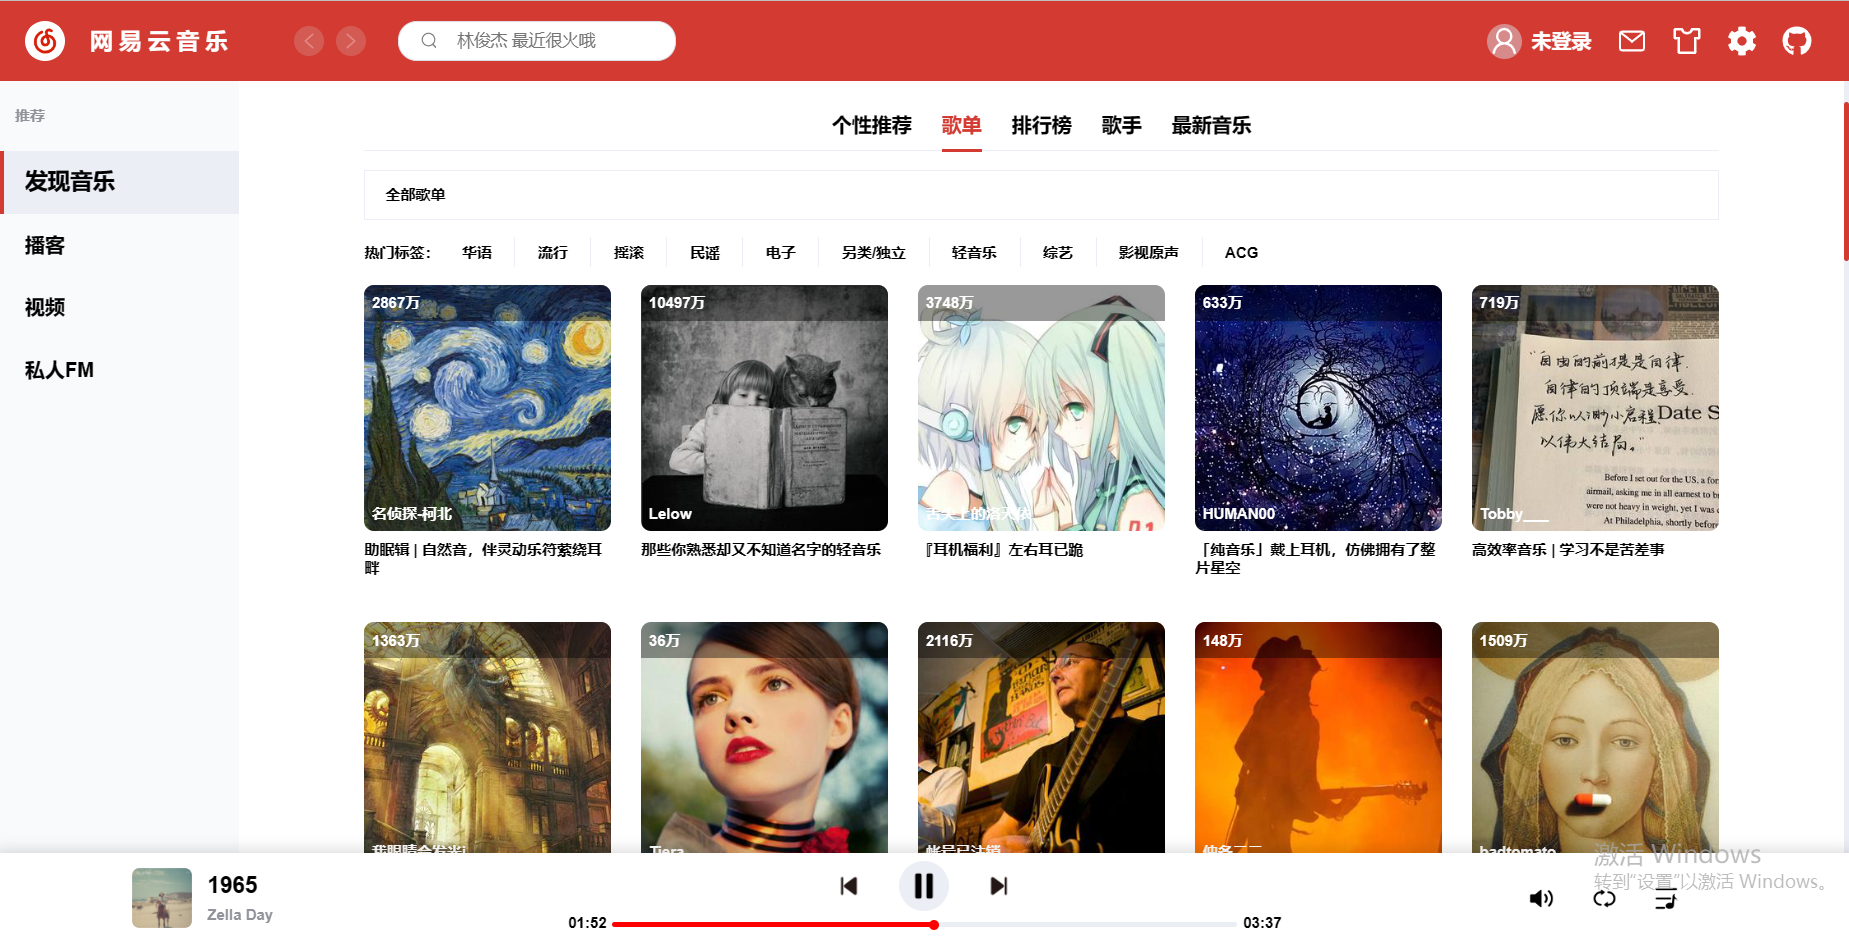 网易云音乐
林俊杰 最近很火哦
未登录
推荐
发现音乐
播客
视频
私人FM
个性推荐 歌单 排行榜 歌手 最新音乐
全部歌单
热门标签： 华语 流行 摇滚 民谣 电子 另类/独立 轻音乐 综艺 影视原声 ACG
2867万
名侦探-柯北
助眠辑 | 自然音，伴灵动乐符萦绕耳
畔
10497万
Lelow
那些你熟悉却又不知道名字的轻音乐
3748万
舌尖上的洛天依
『耳机福利』左右耳已跪
633万
HUMAN00
「纯音乐」戴上耳机，仿佛拥有了整
片星空
719万
"自由的前提是自律.
自律的顶端是享受
愿你以渺小启程
以伟大结局。"
Date S
Before I set out for the US, a for
airmail, asking me in all earnest to b
were not heavy in weight, yet I was
At Philadelphia, shortly before
Tobby___
高效率音乐 | 学习不是苦差事
1363万
我眼睛会发光i
36万
Tiara
2116万
帐号已注销
148万
1509万
badtomato
激活 Windows
转到"设置"以激活 Windows。
1965
Zella Day
01:52
03:37